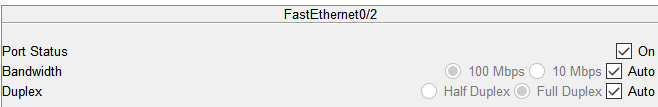 FastEthernet0/2
Port Status On
Bandwidth 100 Mbps 10 Mbps Auto
Duplex Half Duplex Full Duplex Auto